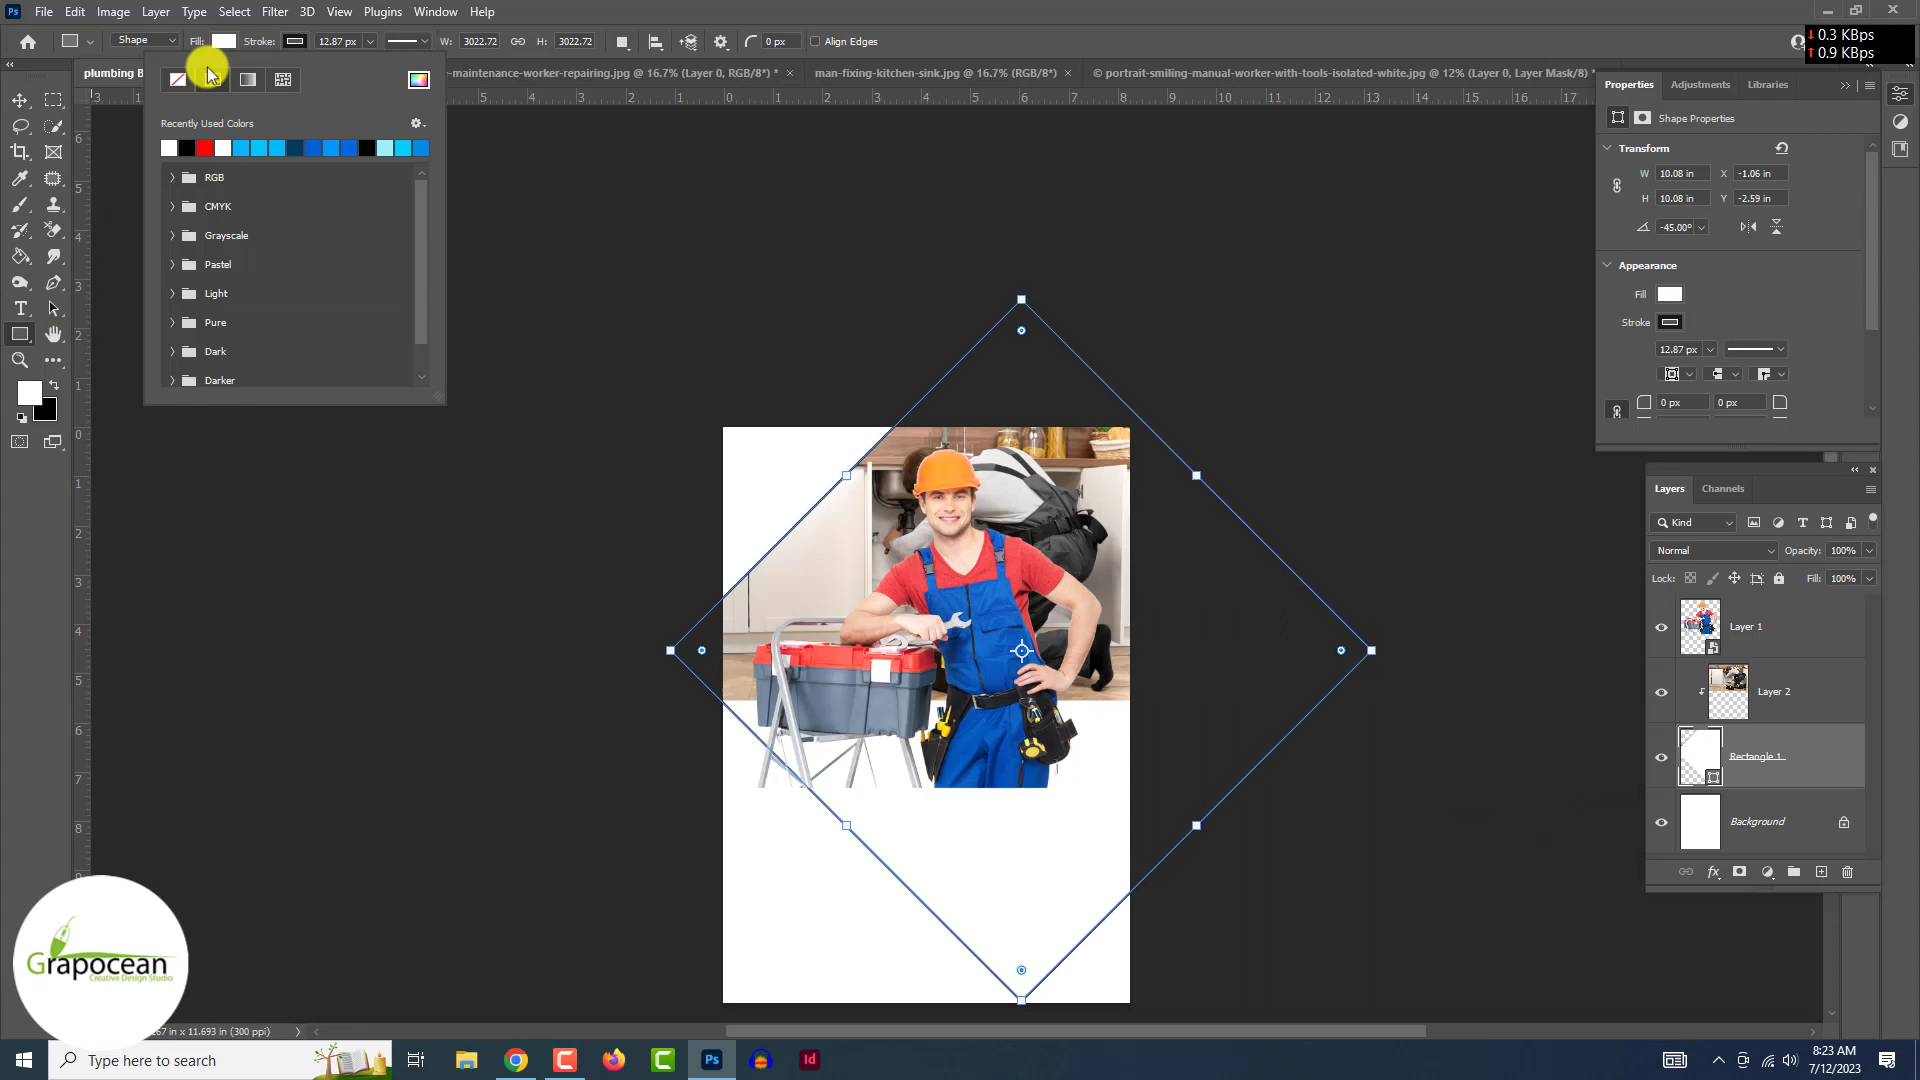 File Edit Image Layer Type Select Filter 3D View Plugins Window Help
Shape Fill: Stroke: 12.87 px W: 3022.72 H: 3022.72 0 px Align Edges
0.3 KBps
0.9 KBps
plumbing B
-maintenance-worker-repairing.jpg @ 16.7% (Layer 0, RGB/8*) *
man-fixing-kitchen-sink.jpg @ 16.7% (RGB/8*)
© portrait-smiling-manual-worker-with-tools-isolated-white.jpg @ 12% (Layer 0, Layer Mask/8) *
Recently Used Colors
RGB
CMYK
Grayscale
Pastel
Light
Pure
Dark
Darker
Properties Adjustments Libraries
Shape Properties
Transform
W 10.08 in X -1.06 in
H 10.08 in Y -2.59 in
-45.00°
Appearance
Fill
Stroke
12.87 px
0 px 0 px
Layers Channels
Kind
Normal Opacity: 100%
Lock: Fill: 100%
Layer 1
Layer 2
Rectangle 1
Background
Grapocean
Creative Design Studio
67 in x 11.693 in (300 ppi)
Type here to search
8:23 AM
7/12/2023